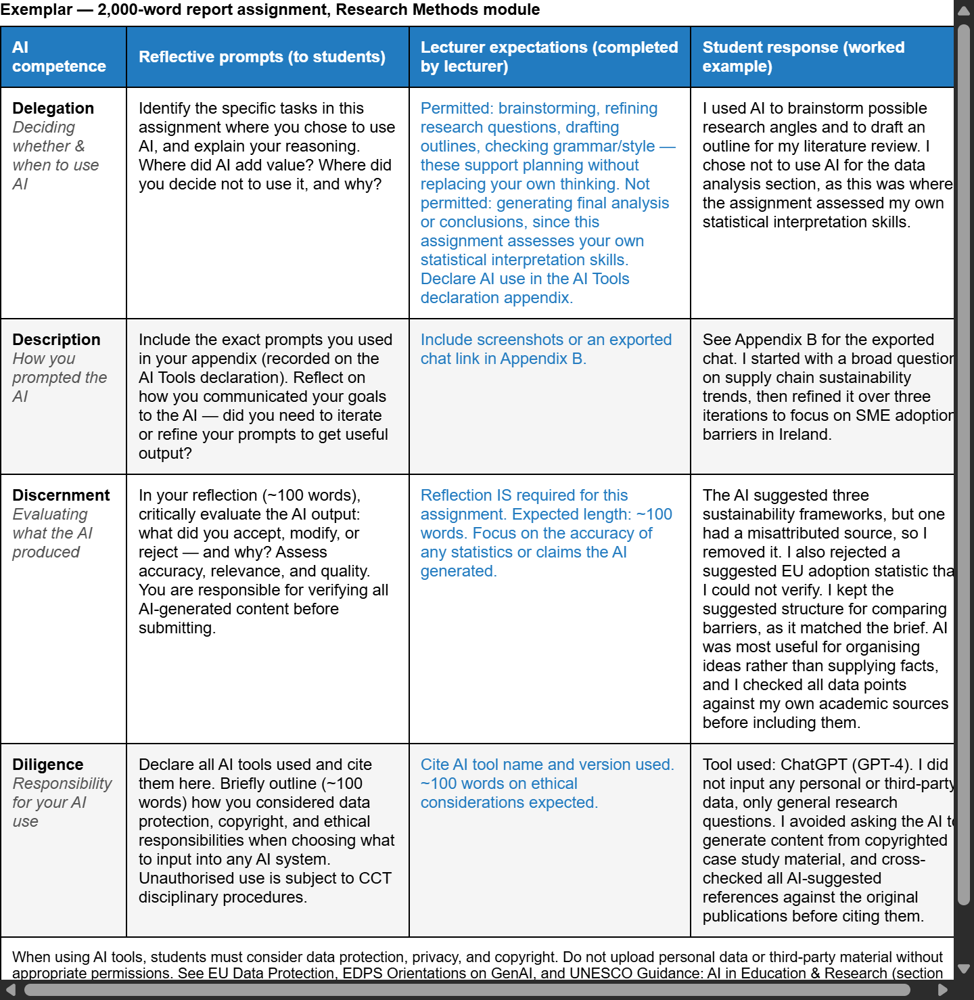 Exemplar — 2,000-word report assignment, Research Methods module
AI
competence
Reflective prompts (to students)
Lecturer expectations (completed
by lecturer)
Student response (worked
example)
Delegation
Deciding
whether &
when to use
AI
Identify the specific tasks in this
assignment where you chose to use
AI, and explain your reasoning.
Where did AI add value? Where did
you decide not to use it, and why?
Permitted: brainstorming, refining
research questions, drafting
outlines, checking grammar/style —
these support planning without
replacing your own thinking. Not
permitted: generating final analysis
or conclusions, since this
assignment assesses your own
statistical interpretation skills.
Declare AI use in the AI Tools
declaration appendix.
I used AI to brainstorm possible
research angles and to draft an
outline for my literature review. I
chose not to use AI for the data
analysis section, as this was where
the assignment assessed my own
statistical interpretation skills.
Description
How you
prompted the
AI
Include the exact prompts you used
in your appendix (recorded on the
AI Tools declaration). Reflect on
how you communicated your goals
to the AI — did you need to iterate
or refine your prompts to get useful
output?
Include screenshots or an exported
chat link in Appendix B.
See Appendix B for the exported
chat. I started with a broad question
on supply chain sustainability
trends, then refined it over three
iterations to focus on SME adoption
barriers in Ireland.
Discernment
Evaluating
what the AI
produced
In your reflection (~100 words),
critically evaluate the AI output:
what did you accept, modify, or
reject — and why? Assess
accuracy, relevance, and quality.
You are responsible for verifying all
AI-generated content before
submitting.
Reflection IS required for this
assignment. Expected length: ~100
words. Focus on the accuracy of
any statistics or claims the AI
generated.
The AI suggested three
sustainability frameworks, but one
had a misattributed source, so I
removed it. I also rejected a
suggested EU adoption statistic tha
I could not verify. I kept the
suggested structure for comparing
barriers, as it matched the brief. AI
was most useful for organising
ideas rather than supplying facts,
and I checked all data points
against my own academic sources
before including them.
Diligence
Responsibility
for your AI
use
Declare all AI tools used and cite
them here. Briefly outline (~100
words) how you considered data
protection, copyright, and ethical
responsibilities when choosing what
to input into any AI system.
Unauthorised use is subject to CCT
disciplinary procedures.
Cite AI tool name and version used.
~100 words on ethical
considerations expected.
Tool used: ChatGPT (GPT-4). I did
not input any personal or third-party
data, only general research
questions. I avoided asking the AI to
generate content from copyrighted
case study material, and cross-
checked all AI-suggested
references against the original
publications before citing them.
When using AI tools, students must consider data protection, privacy, and copyright. Do not upload personal data or third-party material without
appropriate permissions. See EU Data Protection, EDPS Orientations on GenAI, and UNESCO Guidance: AI in Education & Research (section